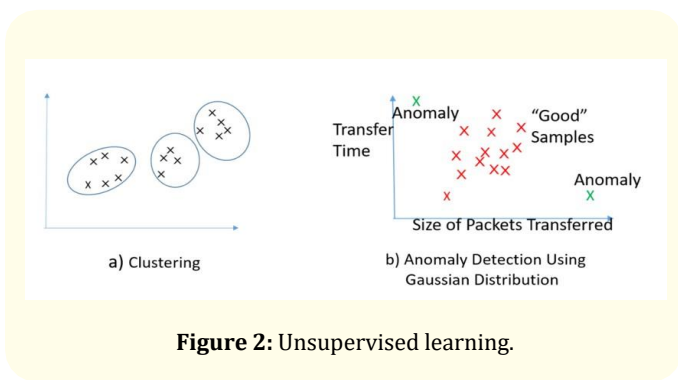 Anomaly
Transfer
Time
“Good”
Samples
Anomaly
Size of Packets Transferred
a) Clustering
b) Anomaly Detection Using
Gaussian Distribution
Figure 2: Unsupervised learning.